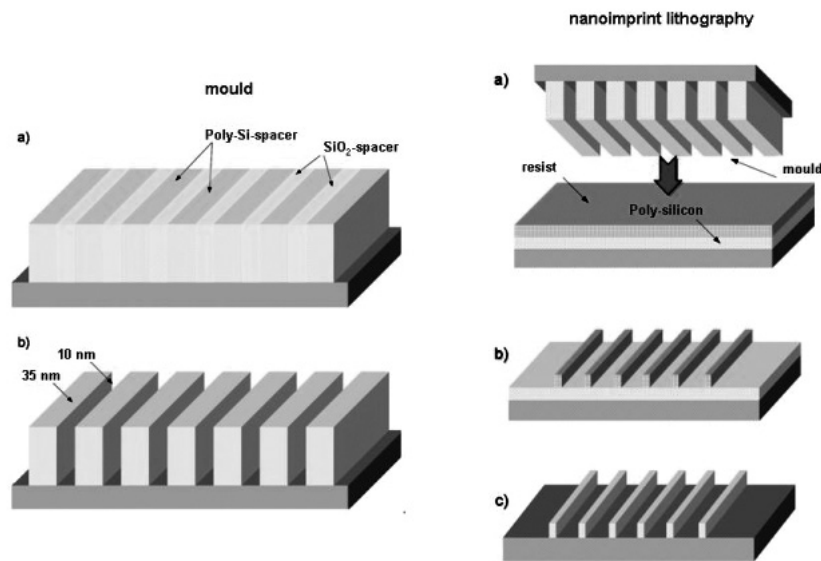 mould
a)
Poly-Si-spacer
SiO₂-spacer
b)
10 nm
35 nm
nanoimprint lithography
a)
resist
mould
Poly-silicon
b)
c)